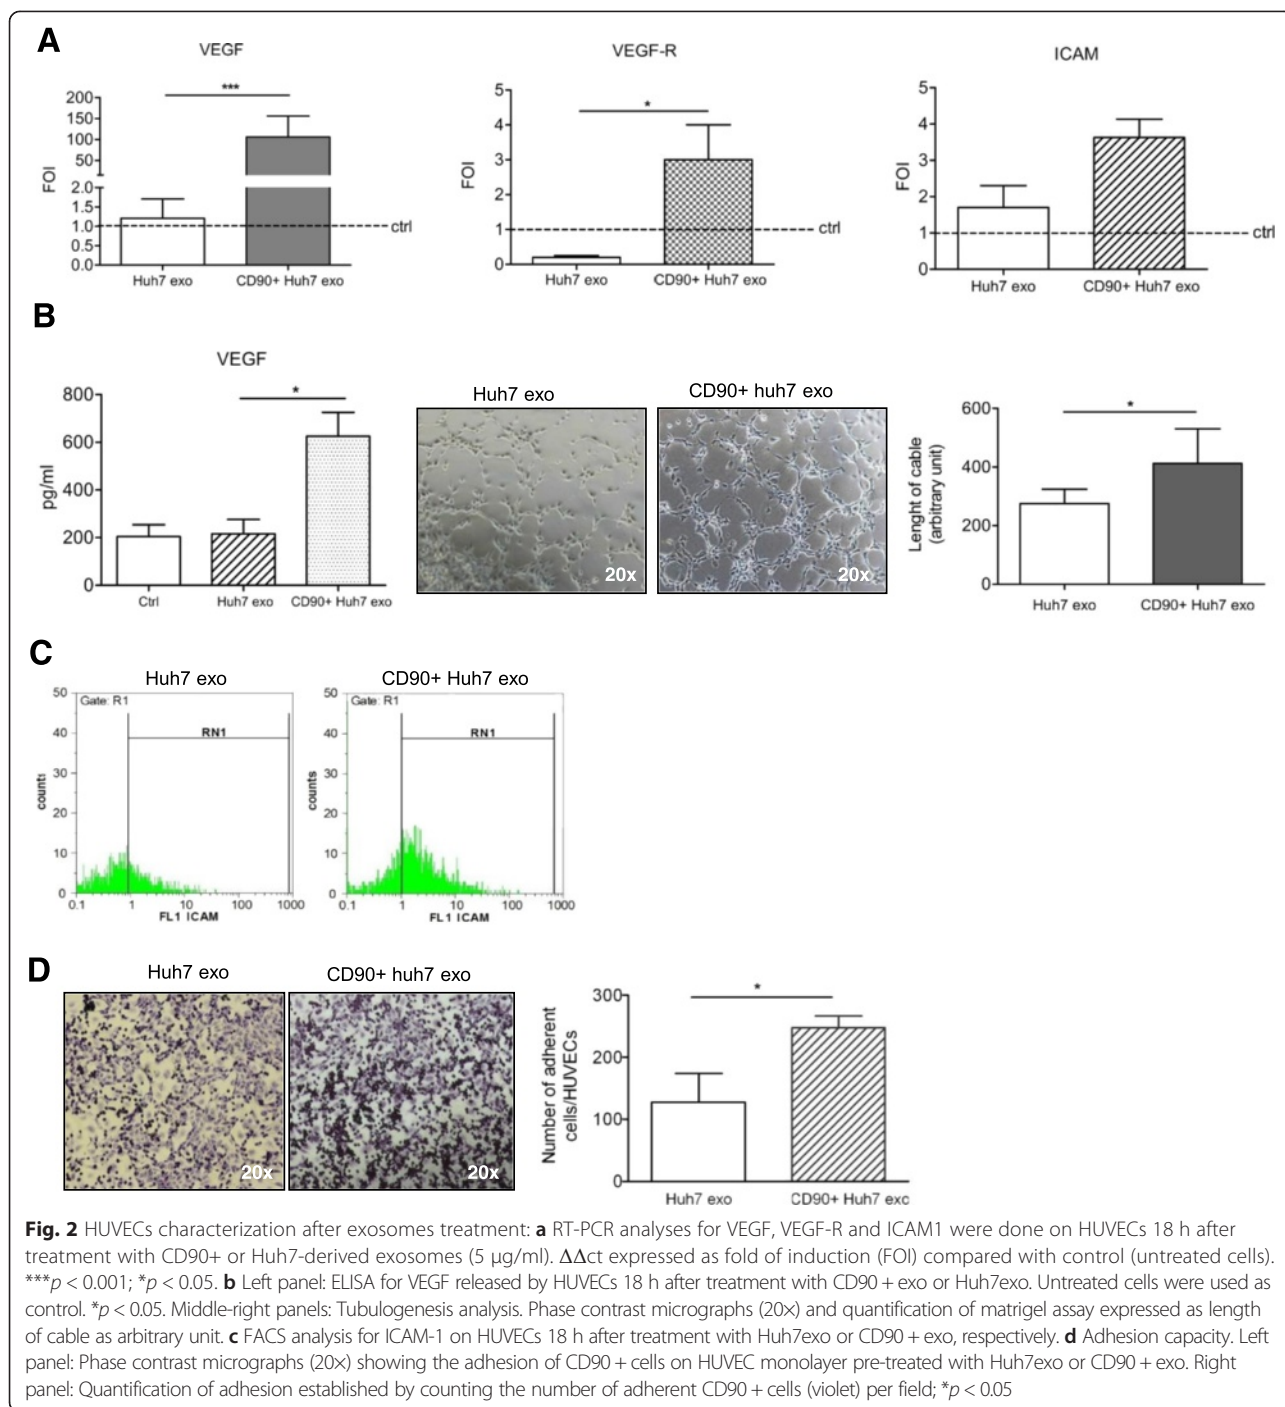 A
VEGF
***
200
150
100
50
2.0
1.5
1.0
0.5
0.0
FOI
ctrl
Huh7 exo
CD90+ Huh7 exo
VEGF-R
*
5
4
3
2
1
0
FOI
ctrl
Huh7 exo
CD90+ Huh7 exo
ICAM
5
4
3
2
1
0
FOI
ctrl
Huh7 exo
CD90+ Huh7 exo
B
VEGF
*
800
600
400
200
0
pg/ml
Ctrl
Huh7 exo
CD90+ Huh7 exo
Huh7 exo
20x
CD90+ huh7 exo
20x
*
600
400
200
0
Lenght of cable
(arbitrary unit)
Huh7 exo
CD90+ Huh7 exo
C
Huh7 exo
Gate: R1
RN1
50
40
30
20
10
0
counts
0.1 1 10 100 1000
FL1 ICAM
CD90+ Huh7 exo
Gate: R1
RN1
50
40
30
20
10
0
counts
0.1 1 10 100 1000
FL1 ICAM
D
Huh7 exo
20x
CD90+ huh7 exo
20x
*
300
200
100
0
Number of adherent
cells/HUVECs
Huh7 exo
CD90+ Huh7 exo
Fig. 2 HUVECs characterization after exosomes treatment: a RT-PCR analyses for VEGF, VEGF-R and ICAM1 were done on HUVECs 18 h after
treatment with CD90+ or Huh7-derived exosomes (5 μg/ml). ΔΔct expressed as fold of induction (FOI) compared with control (untreated cells).
***p < 0.001; *p < 0.05. b Left panel: ELISA for VEGF released by HUVECs 18 h after treatment with CD90 + exo or Huh7exo. Untreated cells were used as
control. *p < 0.05. Middle-right panels: Tubulogenesis analysis. Phase contrast micrographs (20×) and quantification of matrigel assay expressed as length
of cable as arbitrary unit. c FACS analysis for ICAM-1 on HUVECs 18 h after treatment with Huh7exo or CD90 + exo, respectively. d Adhesion capacity. Left
panel: Phase contrast micrographs (20×) showing the adhesion of CD90 + cells on HUVEC monolayer pre-treated with Huh7exo or CD90 + exo. Right
panel: Quantification of adhesion established by counting the number of adherent CD90 + cells (violet) per field; *p < 0.05